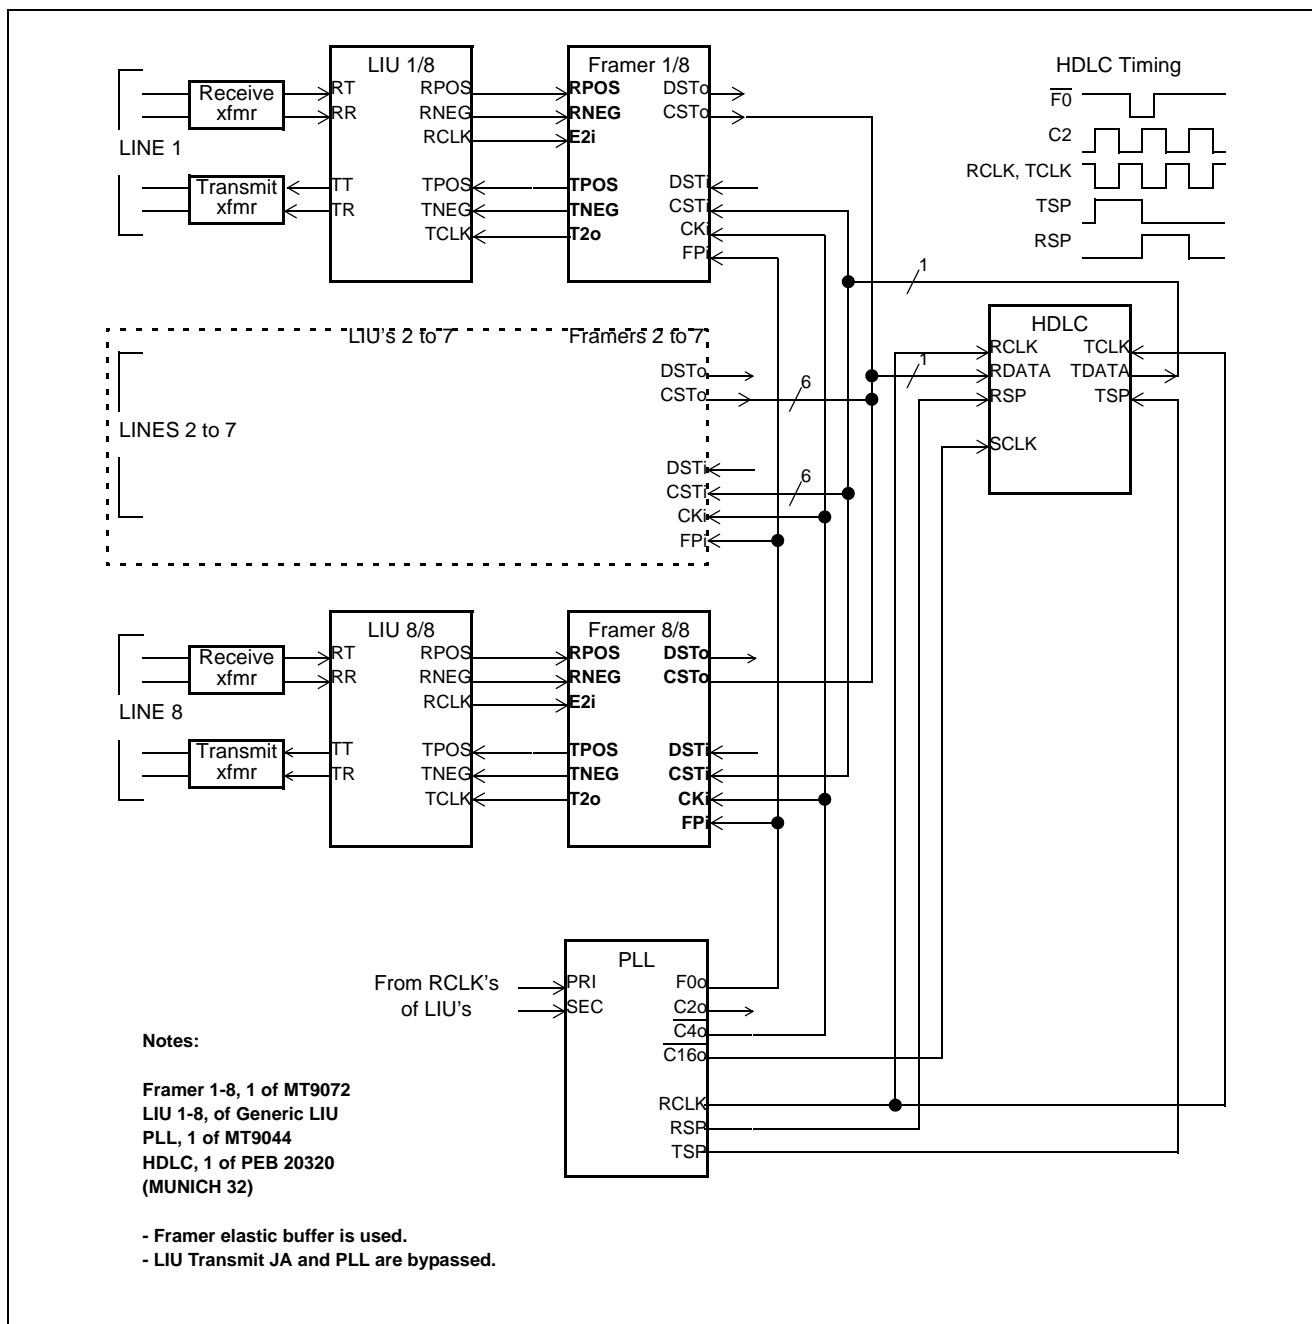 LIU 1/8
Framer 1/8
HDLC Timing
Receive
xfmr
RT
RR
RPOS
RNEG
RCLK
RPOS
RNEG
E2i
DSTo
CSTo
LINE 1
Transmit
xfmr
TT
TR
TPOS
TNEG
TCLK
TPOS
TNEG
T2o
DSTi
CSTi
CKi
FPi
F0
C2
RCLK, TCLK
TSP
RSP
1
LIU's 2 to 7
Framers 2 to 7
DSTo
CSTo
6
1
LINES 2 to 7
DSTi
CSTi
6
CKi
FPi
HDLC
RCLK
RDATA
RSP
SCLK
TCLK
TDATA
TSP
LIU 8/8
Framer 8/8
Receive
xfmr
RT
RR
RPOS
RNEG
RCLK
RPOS
RNEG
E2i
DSTo
CSTo
LINE 8
Transmit
xfmr
TT
TR
TPOS
TNEG
TCLK
TPOS
TNEG
T2o
DSTi
CSTi
CKi
FPi
PLL
From RCLK's
of LIU's
PRI
SEC
F0o
C2o
C4o
C16o
RCLK
RSP
TSP
Notes:
Framer 1-8, 1 of MT9072
LIU 1-8, of Generic LIU
PLL, 1 of MT9044
HDLC, 1 of PEB 20320
(MUNICH 32)
- Framer elastic buffer is used.
- LIU Transmit JA and PLL are bypassed.